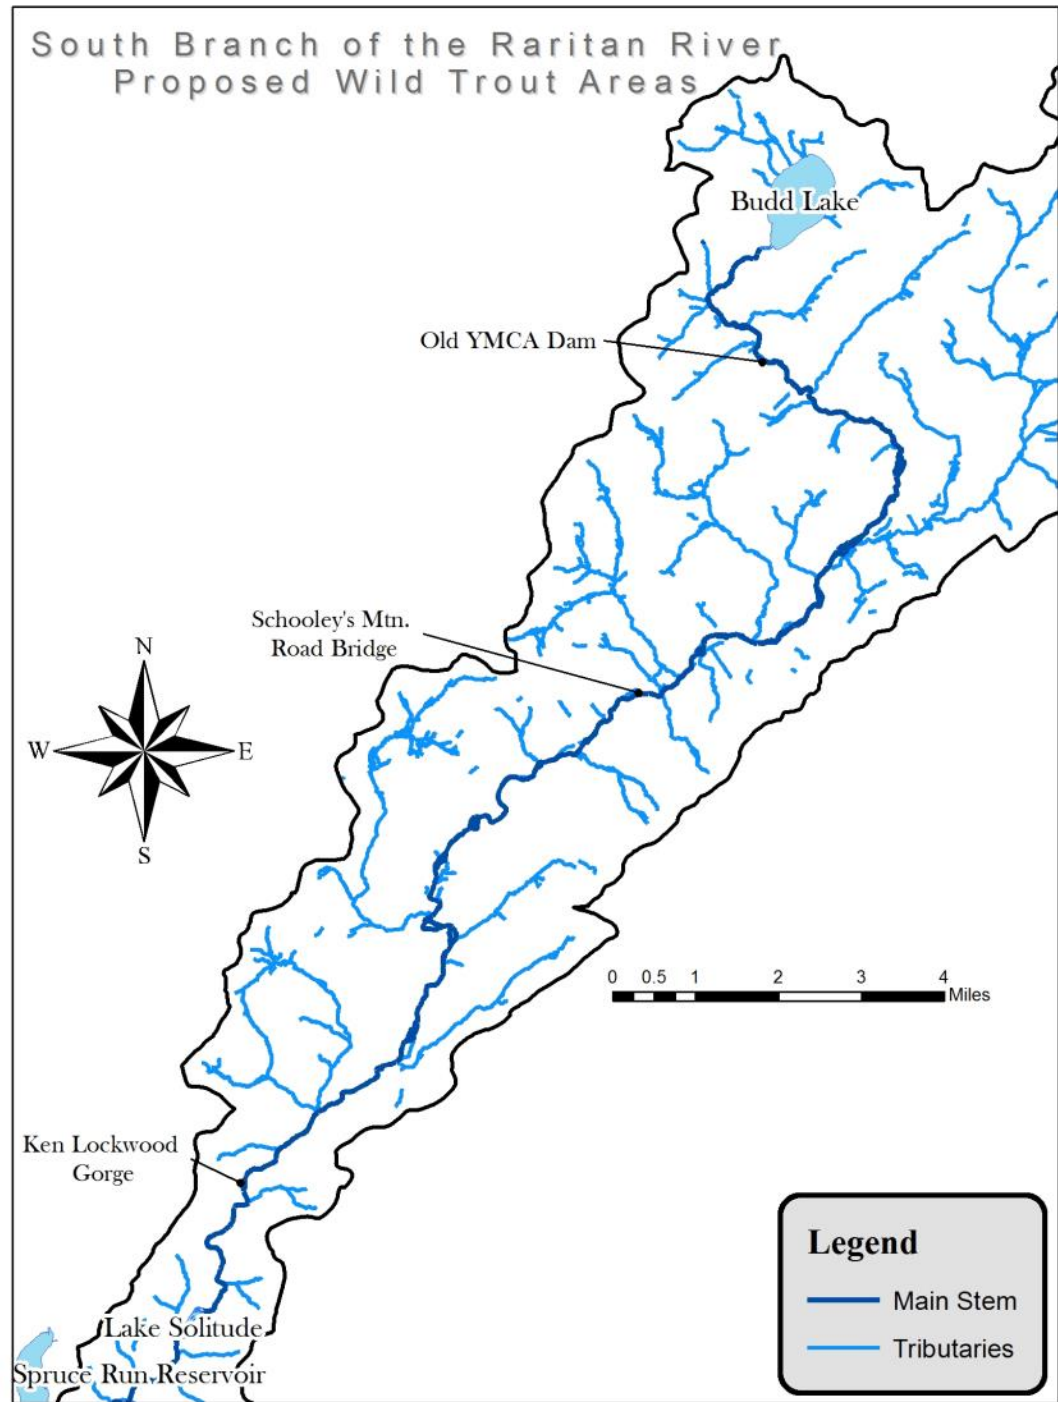 South Branch of the Raritan River
Proposed Wild Trout Areas
Budd Lake
Old YMCA Dam
Schooley's Mtn.
Road Bridge
N
W
E
S
0 0.5 1 2 3 4
Miles
Ken Lockwood
Gorge
Legend
Main Stem
Tributaries
Lake Solitude
Spruce Run Reservoir